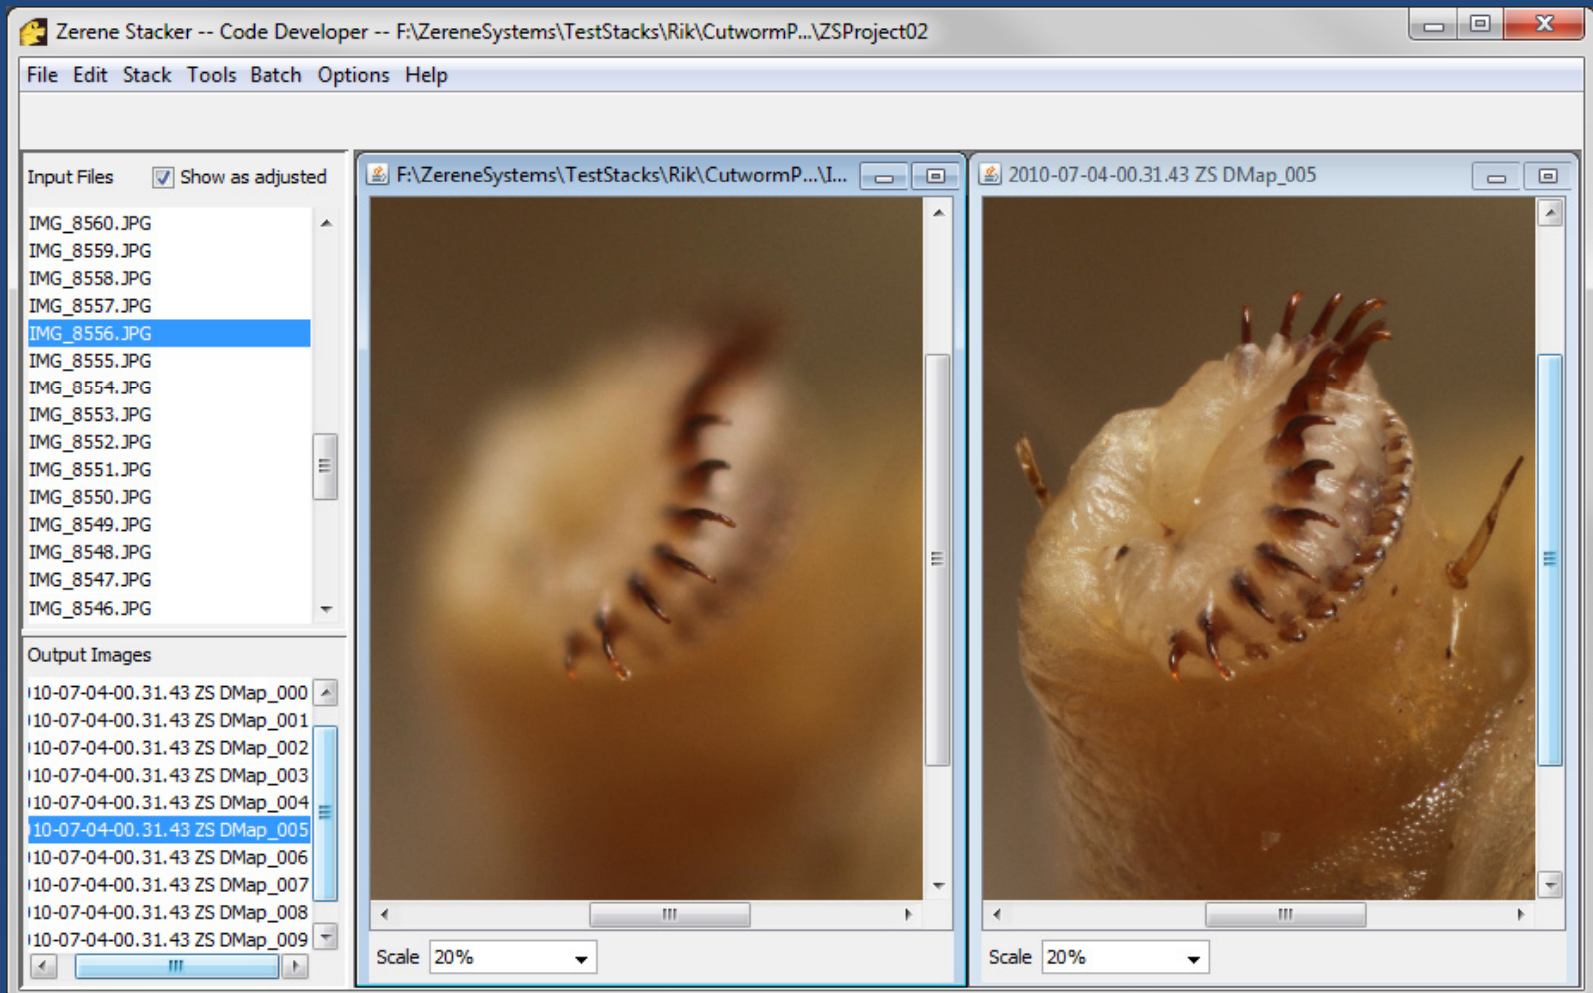 Zerene Stacker -- Code Developer -- F:\ZereneSystems\TestStacks\Rik\CutwormP...\ZSProject02
File Edit Stack Tools Batch Options Help
Input Files
Show as adjusted
IMG_8560.JPG
IMG_8559.JPG
IMG_8558.JPG
IMG_8557.JPG
IMG_8556.JPG
IMG_8555.JPG
IMG_8554.JPG
IMG_8553.JPG
IMG_8552.JPG
IMG_8551.JPG
IMG_8550.JPG
IMG_8549.JPG
IMG_8548.JPG
IMG_8547.JPG
IMG_8546.JPG
Output Images
10-07-04-00.31.43 ZS DMap_000
10-07-04-00.31.43 ZS DMap_001
10-07-04-00.31.43 ZS DMap_002
10-07-04-00.31.43 ZS DMap_003
10-07-04-00.31.43 ZS DMap_004
10-07-04-00.31.43 ZS DMap_005
10-07-04-00.31.43 ZS DMap_006
10-07-04-00.31.43 ZS DMap_007
10-07-04-00.31.43 ZS DMap_008
10-07-04-00.31.43 ZS DMap_009
F:\ZereneSystems\TestStacks\Rik\CutwormP...\I...
Scale 20%
2010-07-04-00.31.43 ZS DMap_005
Scale 20%